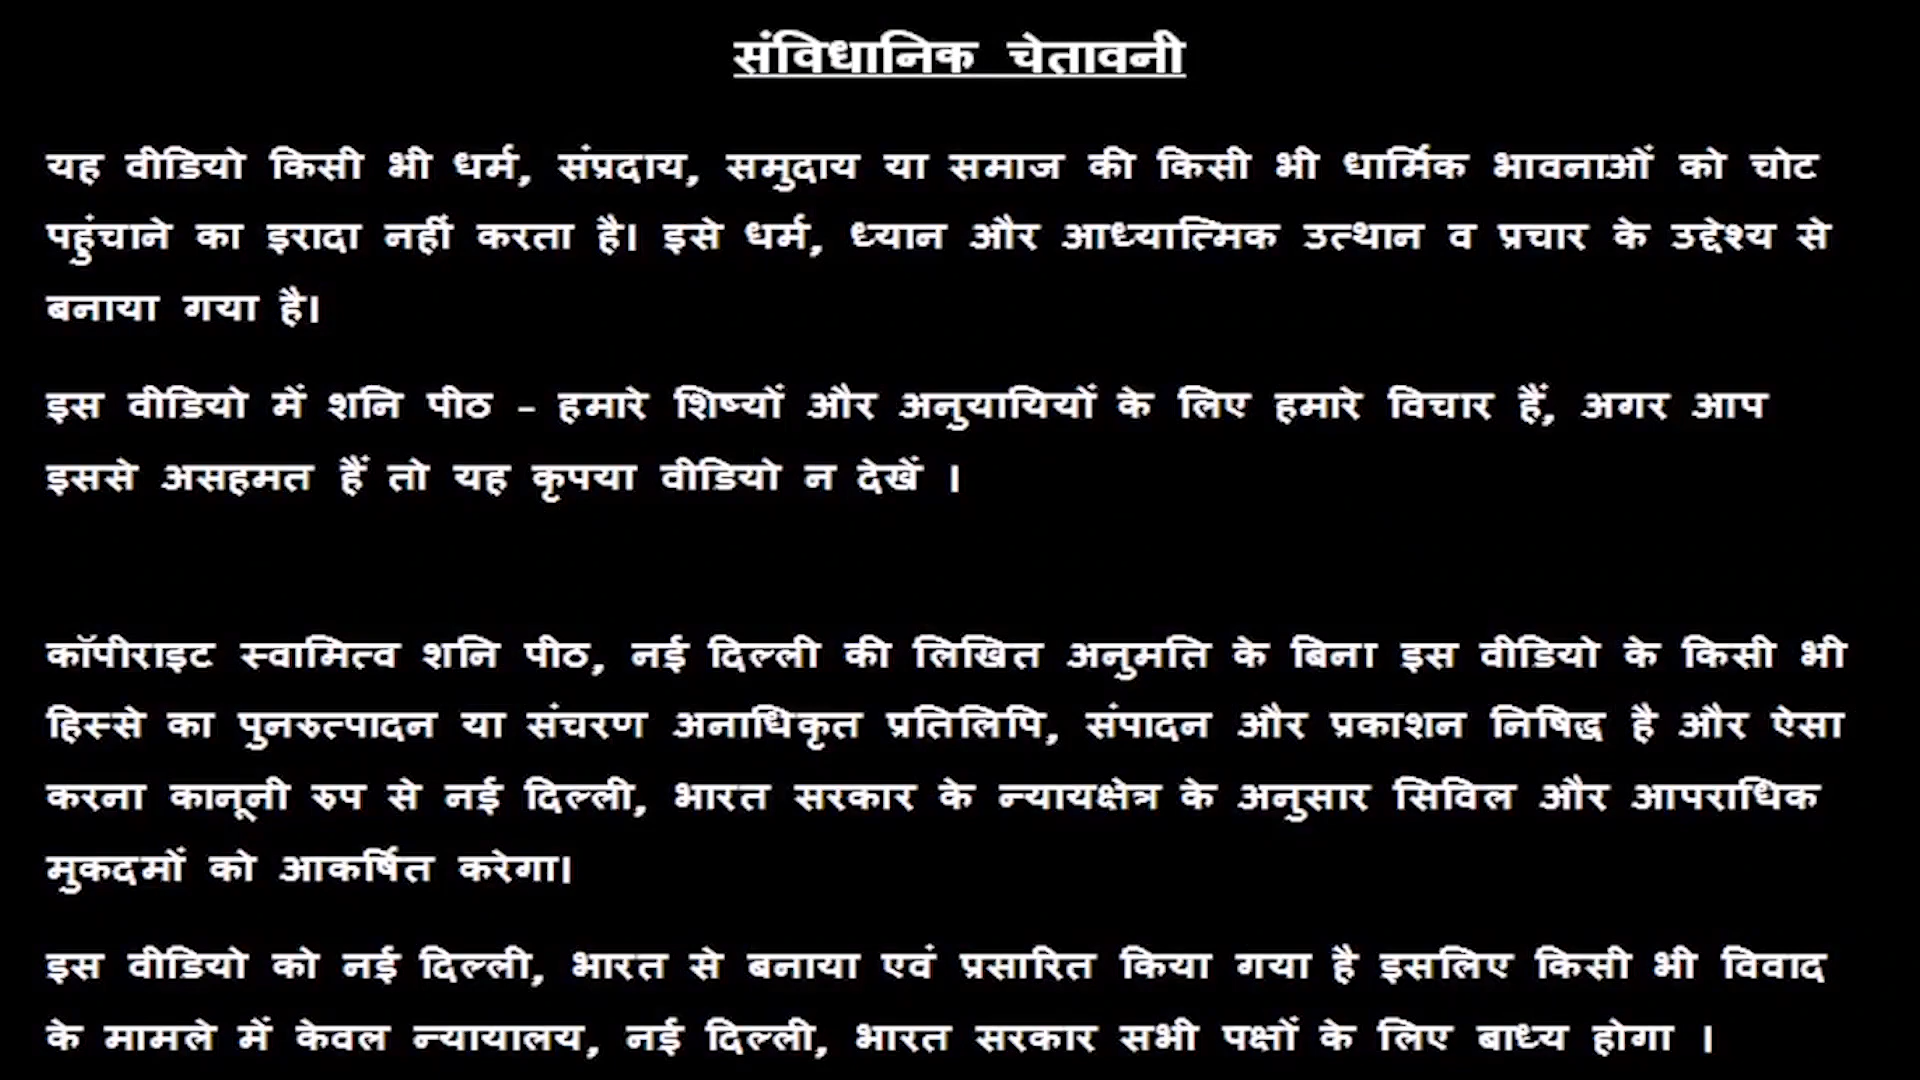 संविधानिक चेतावनी
यह वीडियो किसी भी धर्म, संप्रदाय, समुदाय या समाज की किसी भी धार्मिक भावनाओं को चोट
पहुंचाने का इरादा नहीं करता है। इसे धर्म, ध्यान और आध्यात्मिक उत्थान व प्रचार के उद्देश्य से
बनाया गया है।
इस वीडियो में शनि पीठ – हमारे शिष्यों और अनुयायियों के लिए हमारे विचार हैं, अगर आप
इससे असहमत हैं तो यह कृपया वीडियो न देखें ।
कॉपीराइट स्वामित्व शनि पीठ, नई दिल्ली की लिखित अनुमति के बिना इस वीडियो के किसी भी
हिस्से का पुनरुत्पादन या संचरण अनाधिकृत प्रतिलिपि, संपादन और प्रकाशन निषिद्ध है और ऐसा
करना कानूनी रुप से नई दिल्ली, भारत सरकार के न्यायक्षेत्र के अनुसार सिविल और आपराधिक
मुकदमों को आकर्षित करेगा।
इस वीडियो को नई दिल्ली, भारत से बनाया एवं प्रसारित किया गया है इसलिए किसी भी विवाद
के मामले में केवल न्यायालय, नई दिल्ली, भारत सरकार सभी पक्षों के लिए बाध्य होगा ।